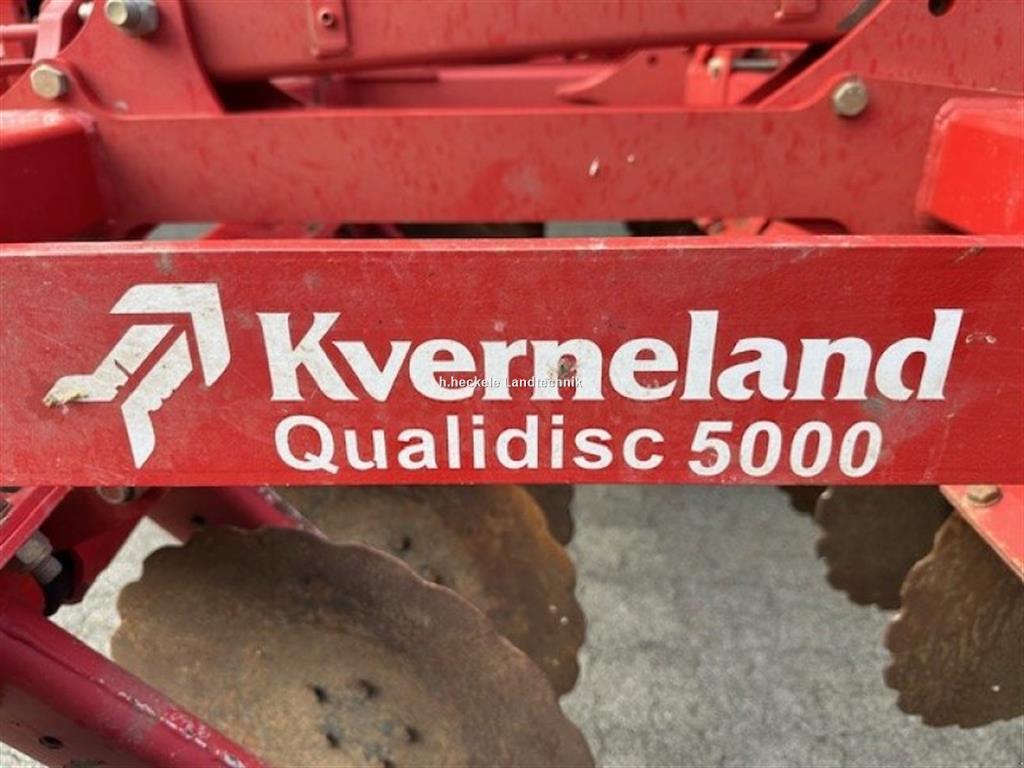 Kverneland
h.heckele Landtechnik
Qualidisc 5000